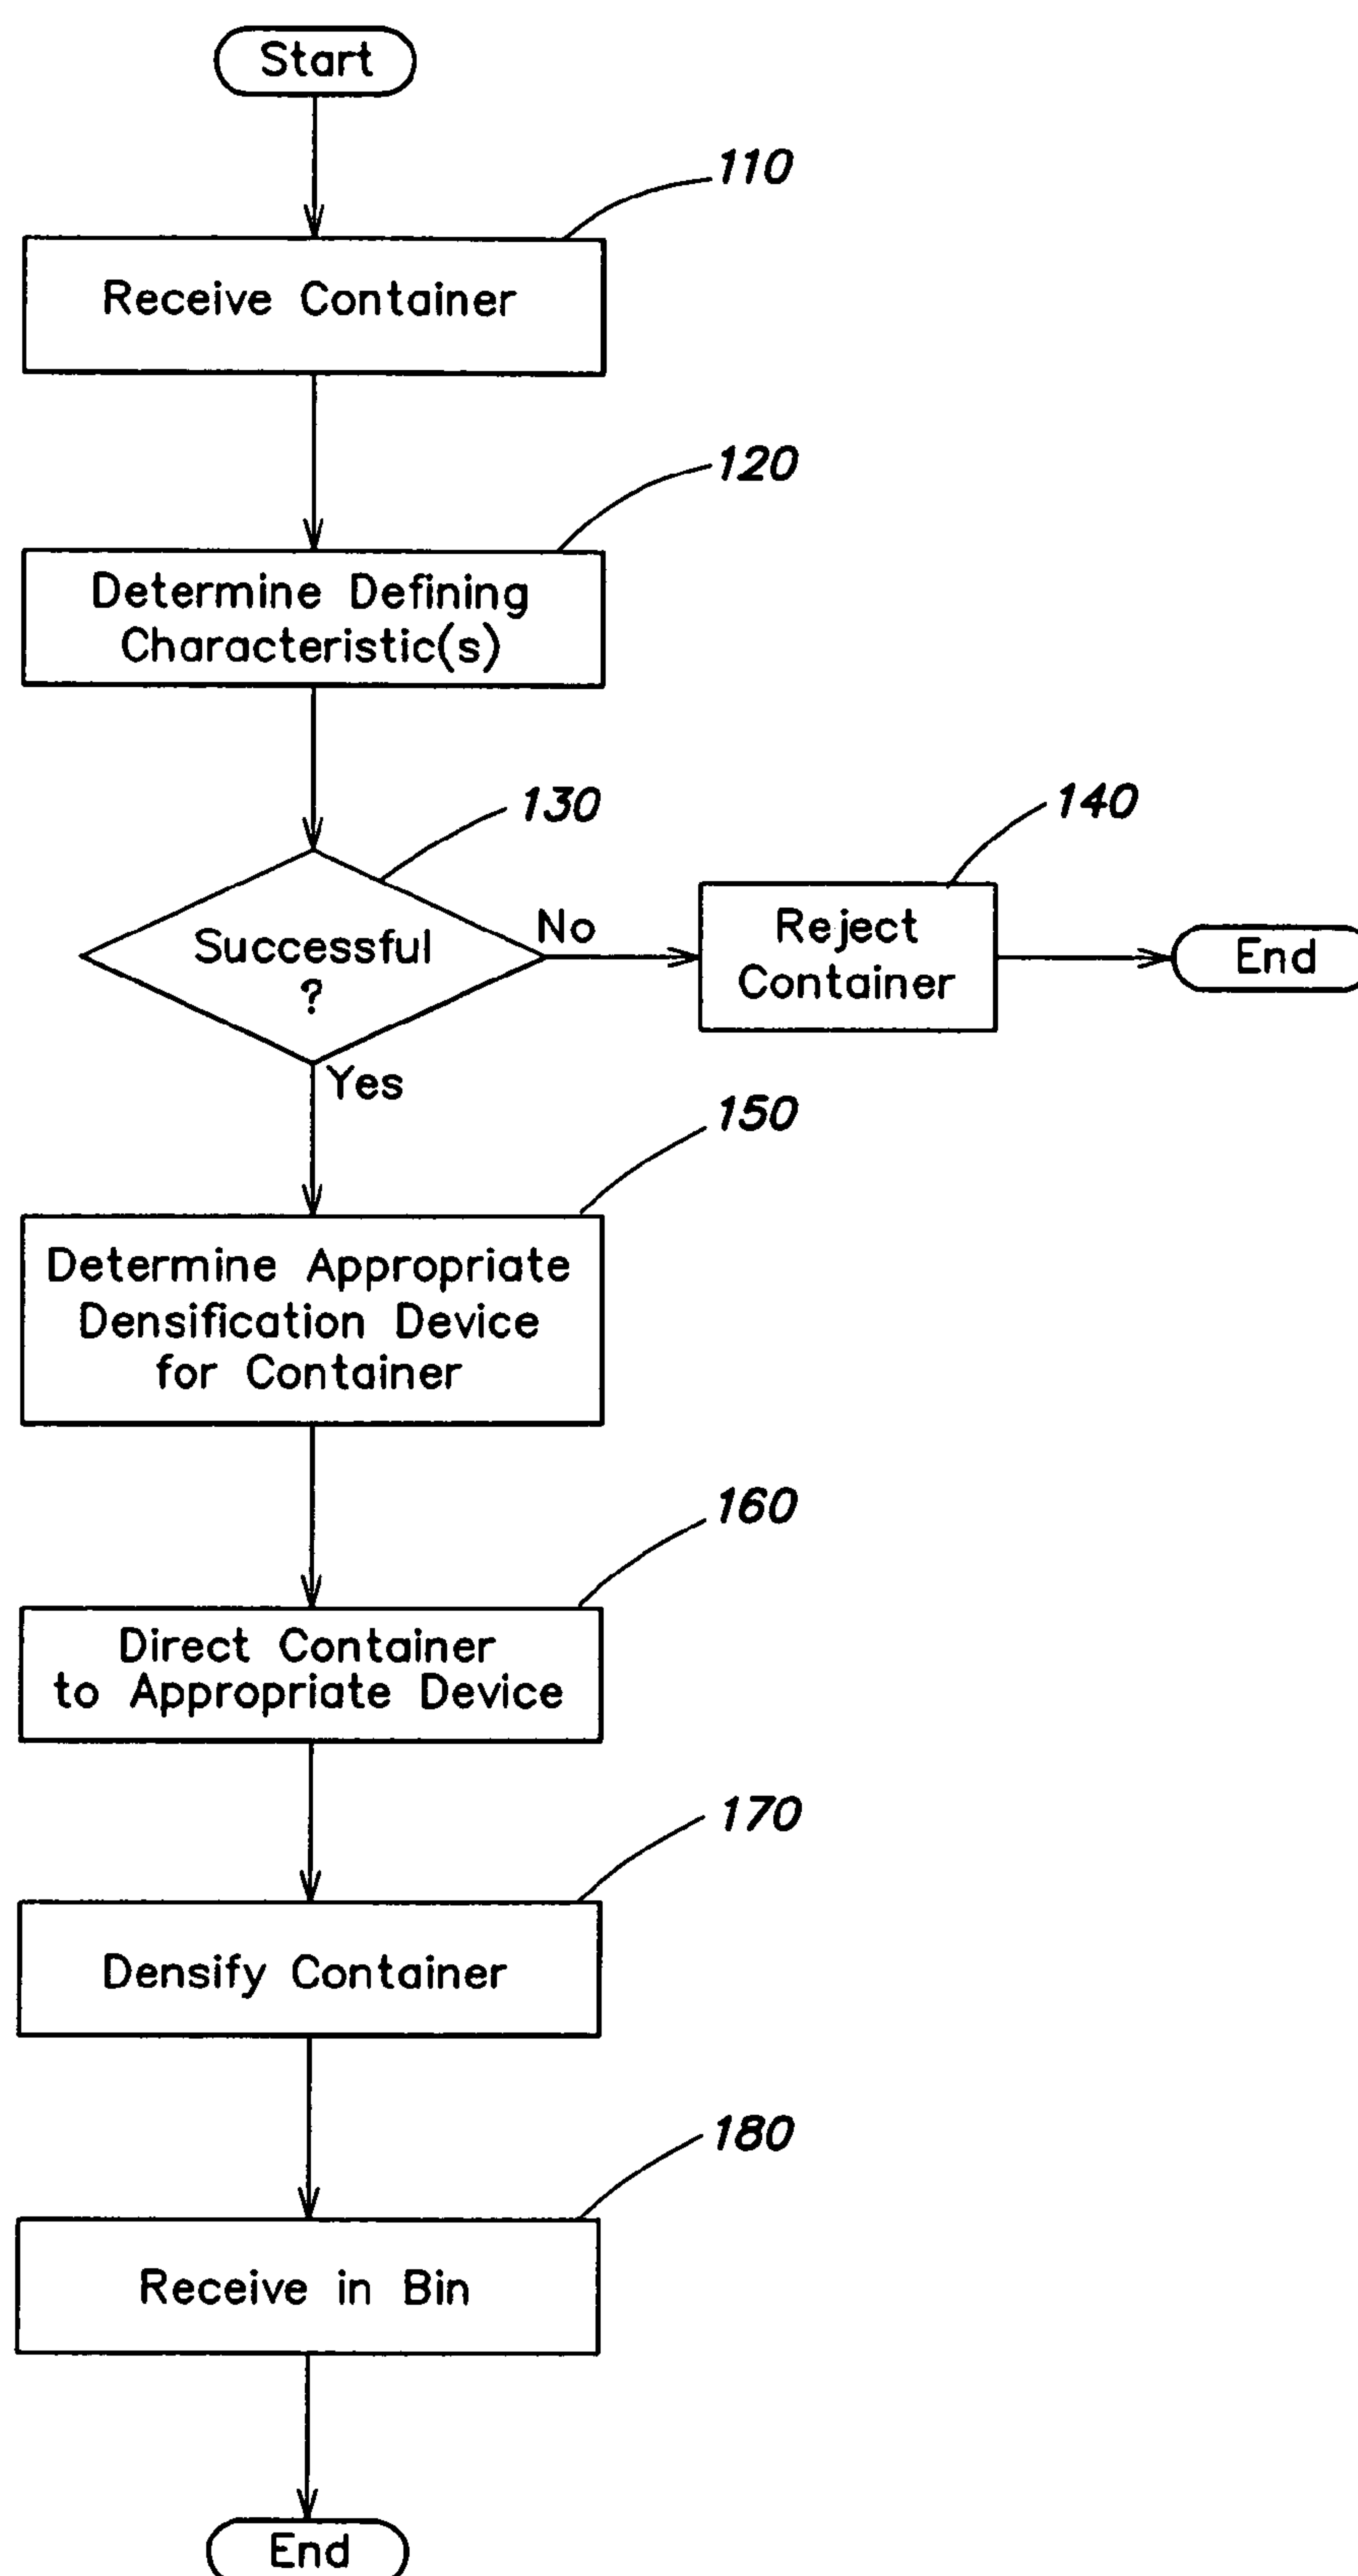 Start
110
Receive Container
120
Determine Defining
Characteristic(s)
130
Successful
?
No
140
Reject
Container
End
Yes
150
Determine Appropriate
Densification Device
for Container
160
Direct Container
to Appropriate Device
170
Densify Container
180
Receive in Bin
End